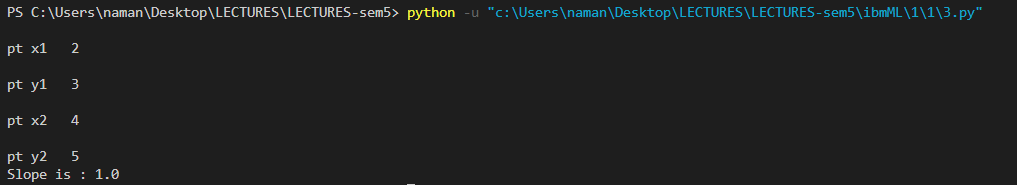 PS C:\Users\naman\Desktop\LECTURES\LECTURES-sem5> python -u "c:\Users\naman\Desktop\LECTURES\LECTURES-sem5\ibmML\1\1\3.py"
pt x1   2
pt y1   3
pt x2   4
pt y2   5
Slope is : 1.0